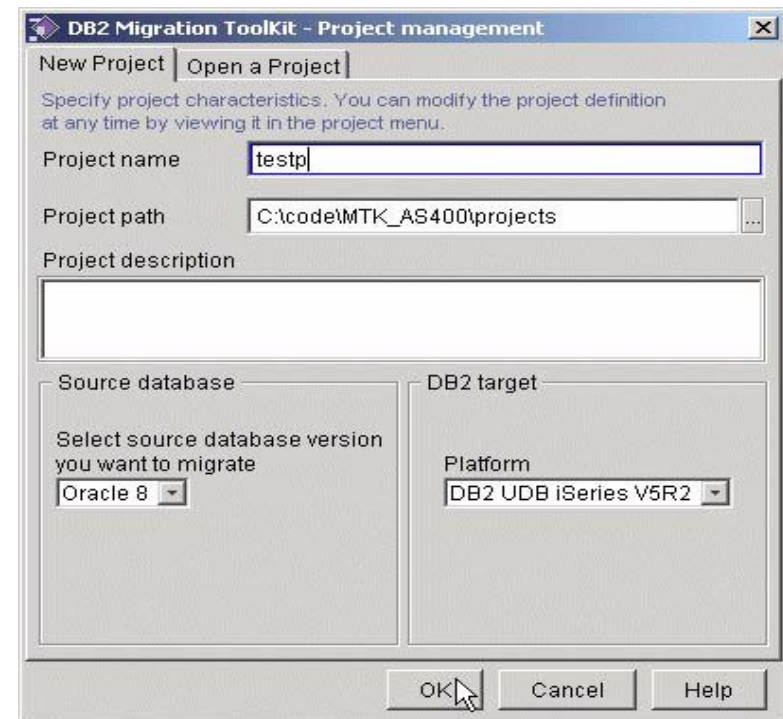 DB2 Migration ToolKit - Project management
New Project
Open a Project
Specify project characteristics. You can modify the project definition
at any time by viewing it in the project menu.
Project name
testp
Project path
C:\code\MTK_AS400\projects
...
Project description
Source database
Select source database version
you want to migrate
Oracle 8
DB2 target
Platform
DB2 UDB iSeries V5R2
OK
Cancel
Help